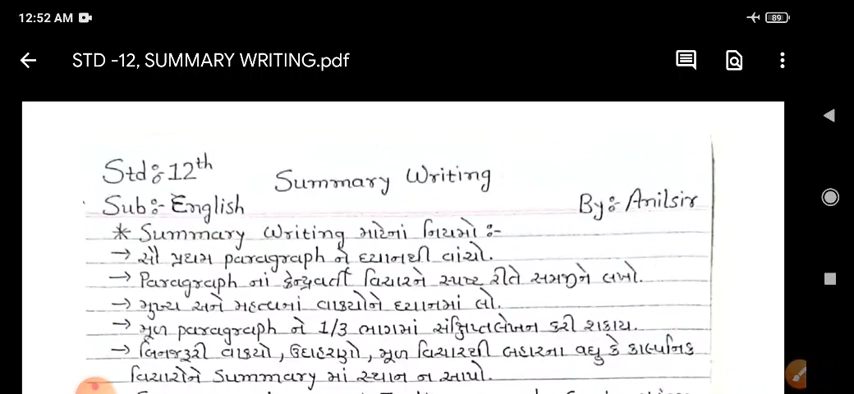 12:52 AM
89
STD -12, SUMMARY WRITING.pdf
Std:-12th
Summary Writing
Sub:- English
By:- Anilsir
* Summary Writing માટેનાં નિયમો :-
→ સૌ પ્રથમ paragraph ને ધ્યાનથી વાંચો.
→ Paragraph નાં કેન્દ્રવર્તી વિચારને સ્પષ્ટ રીતે સમજીને લખો.
→ મુખ્ય અને મહત્વનાં વાક્યોને ધ્યાનમાં લો.
→ મૂળ paragraph ને 1/3 ભાગમાં સંક્ષિપ્તલેખન કરી શકાય.
→ બિનજરૂરી વાક્યો, ઉદાહરણો, મૂળ વિચારથી બહારના વધુ કે કાલ્પનિક
વિચારોને Summary માં સ્થાન ન આપો.